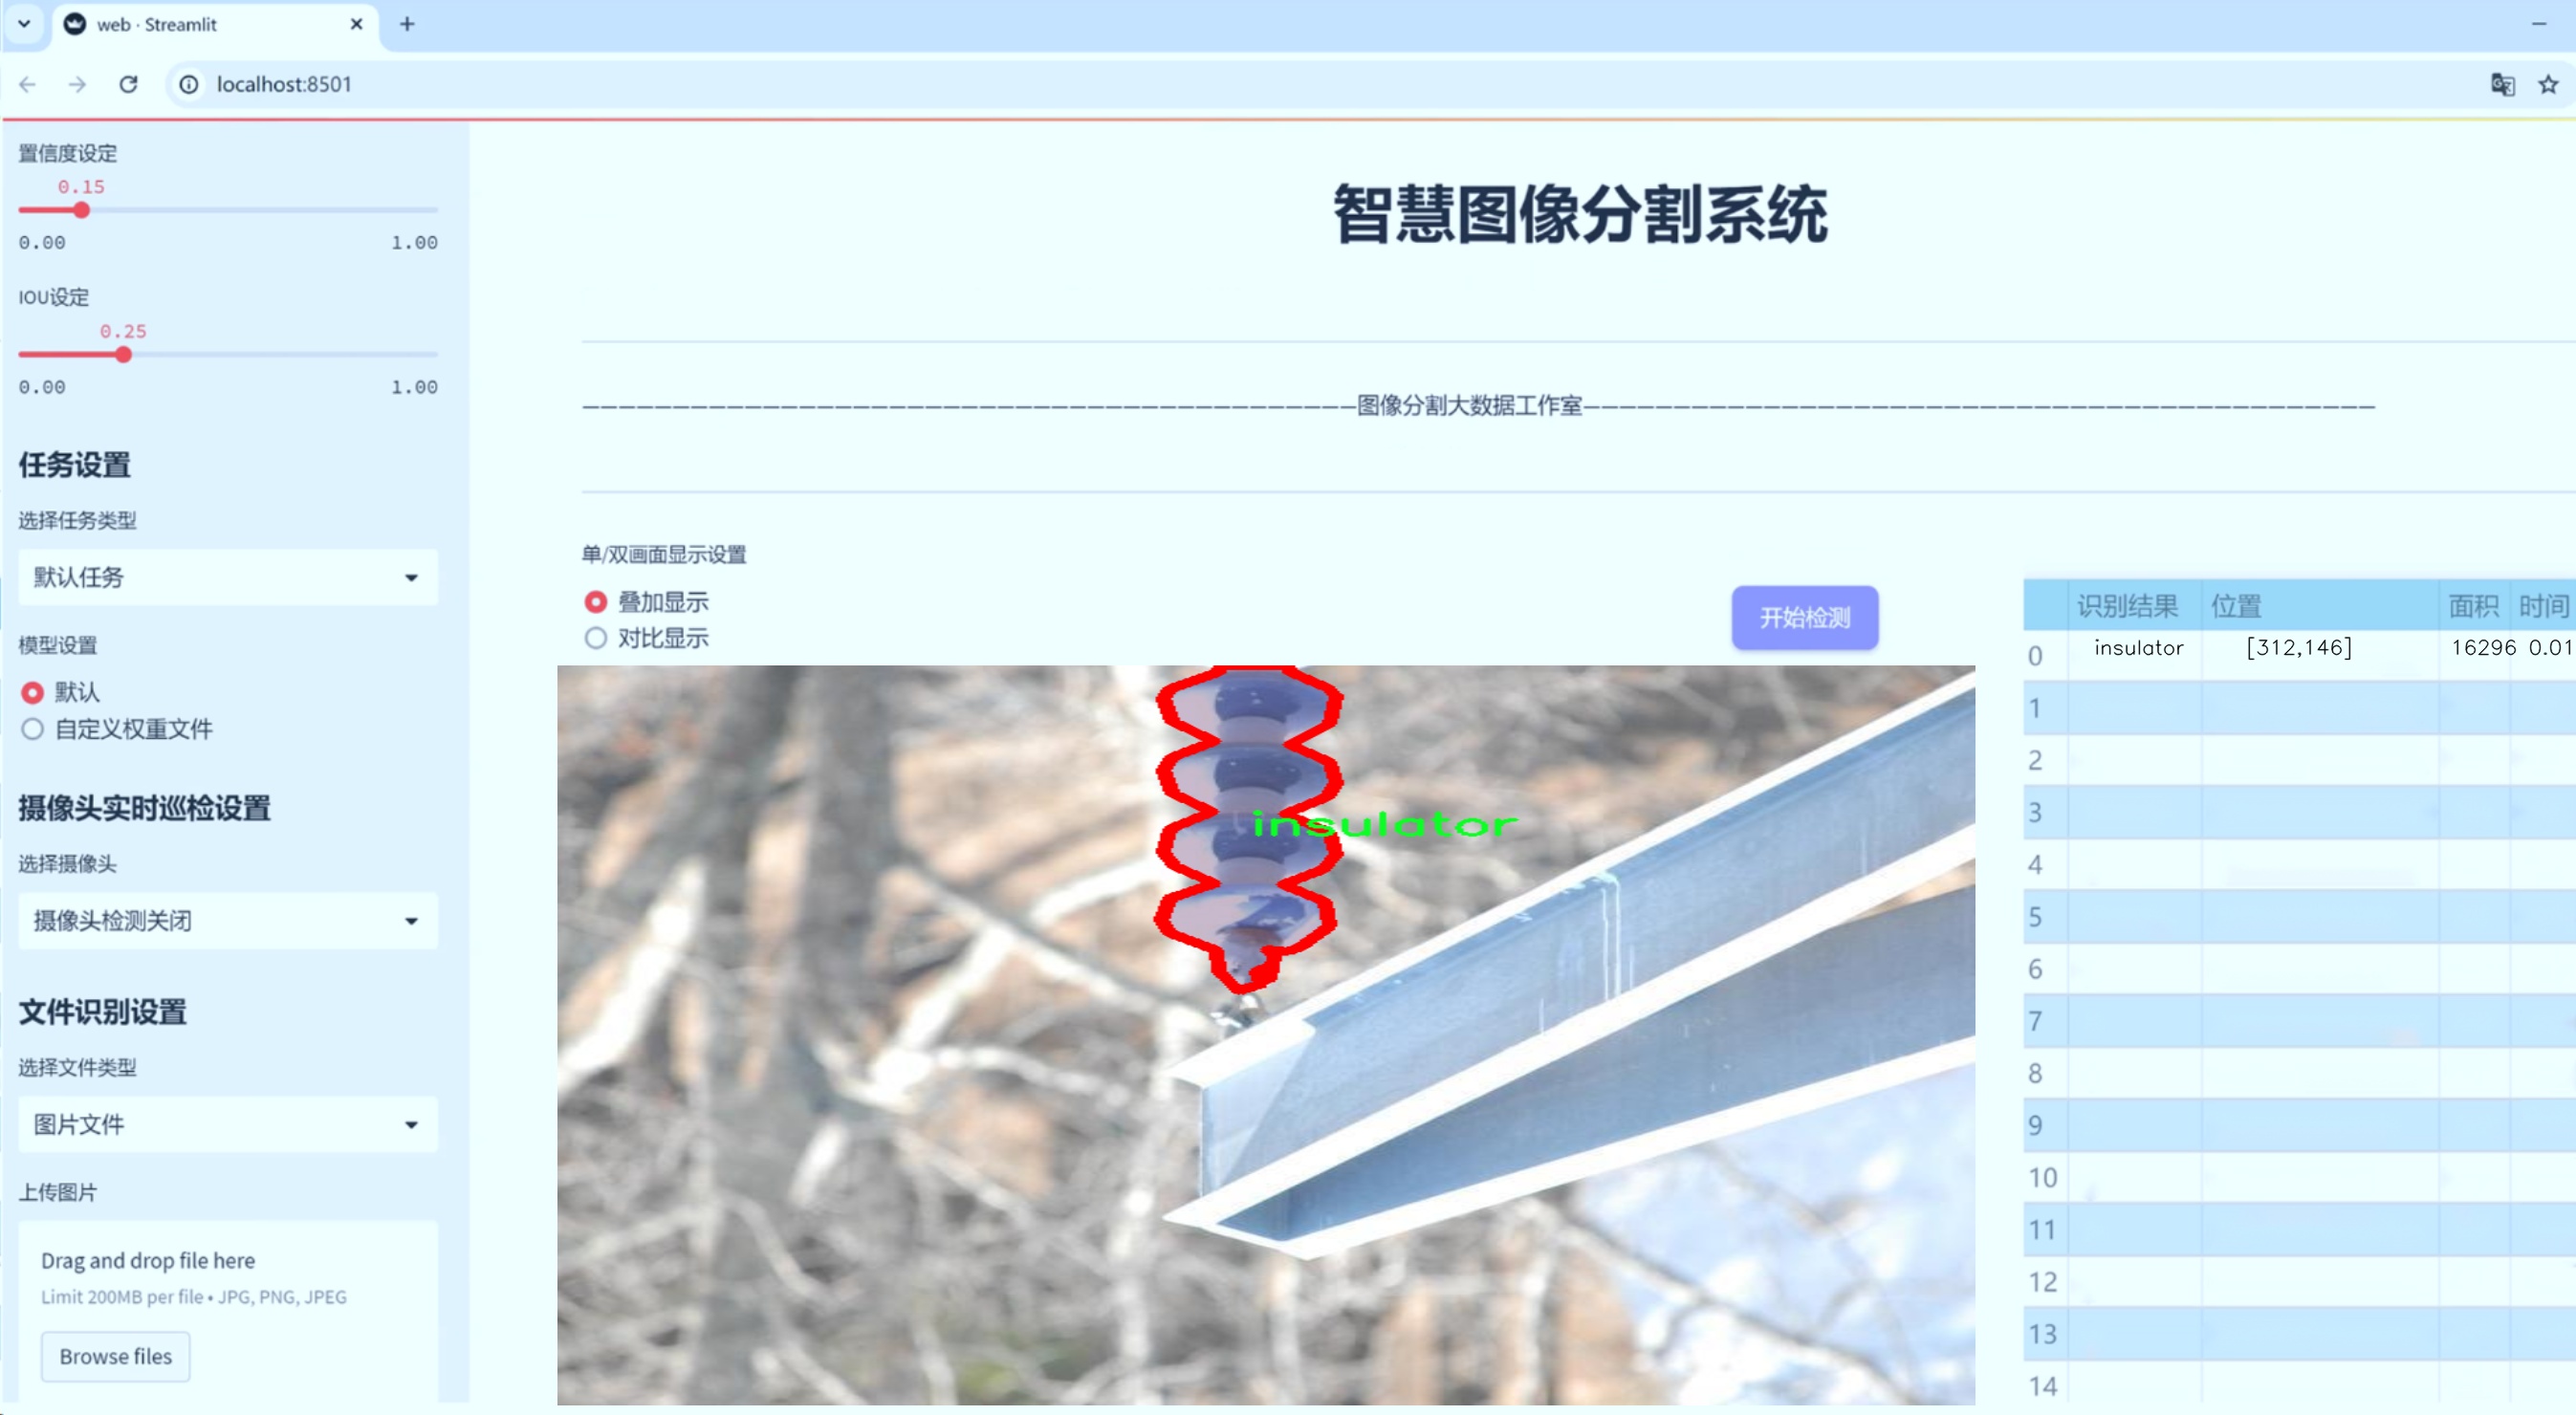 web · Streamlit
localhost:8501
置信度设定
0.15
0.00 1.00
IOU设定
0.25
0.00 1.00
任务设置
选择任务类型
默认任务
模型设置
默认
自定义权重文件
摄像头实时巡检设置
选择摄像头
摄像头检测关闭
文件识别设置
选择文件类型
图片文件
上传图片
Drag and drop file here
Limit 200MB per file • JPG, PNG, JPEG
Browse files
智慧图像分割系统
———————————————————————————————————————————图像分割大数据工作室————————————————————————————————————————————
单/双画面显示设置
叠加显示
对比显示
开始检测
insulator
识别结果 位置 面积 时间
0 insulator [312,146] 16296 0.01
1
2
3
4
5
6
7
8
9
10
11
12
13
14